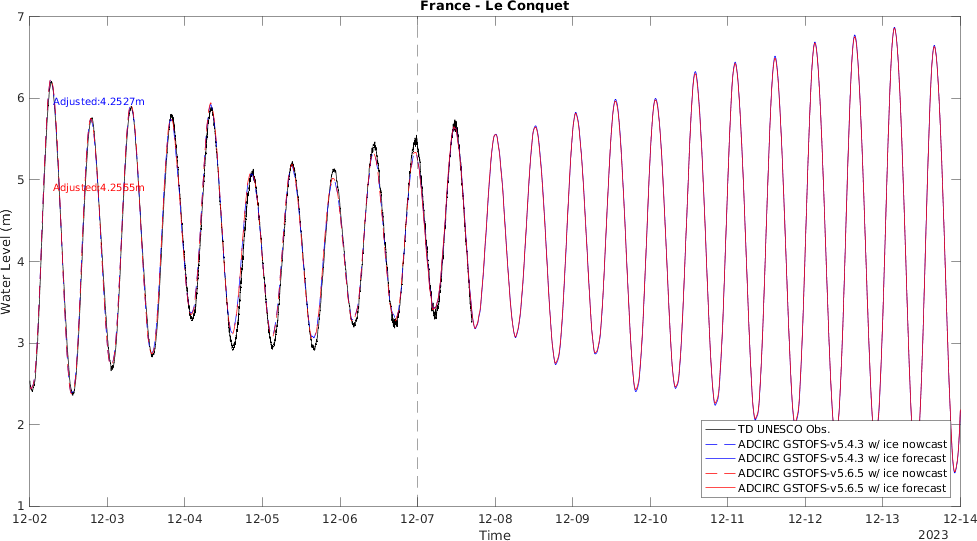 France - Le Conquet
7
6
5
4
3
2
1
Water Level (m)
Adjusted:4.2527m
Adjusted:4.2565m
TD UNESCO Obs.
ADCIRC GSTOFS-v5.4.3 w/ ice nowcast
ADCIRC GSTOFS-v5.4.3 w/ ice forecast
ADCIRC GSTOFS-v5.6.5 w/ ice nowcast
ADCIRC GSTOFS-v5.6.5 w/ ice forecast
12-02 12-03 12-04 12-05 12-06 12-07 12-08 12-09 12-10 12-11 12-12 12-13 12-14
Time
2023